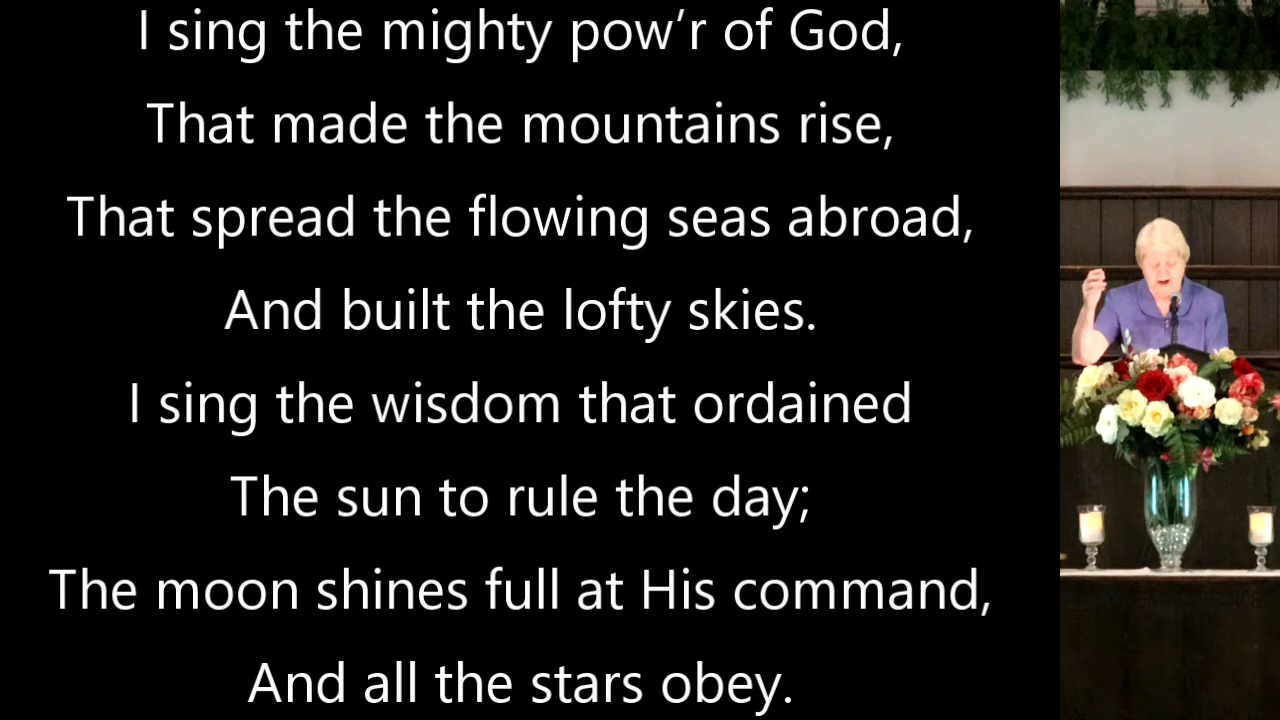 I sing the mighty pow’r of God,
That made the mountains rise,
That spread the flowing seas abroad,
And built the lofty skies.
I sing the wisdom that ordained
The sun to rule the day;
The moon shines full at His command,
And all the stars obey.